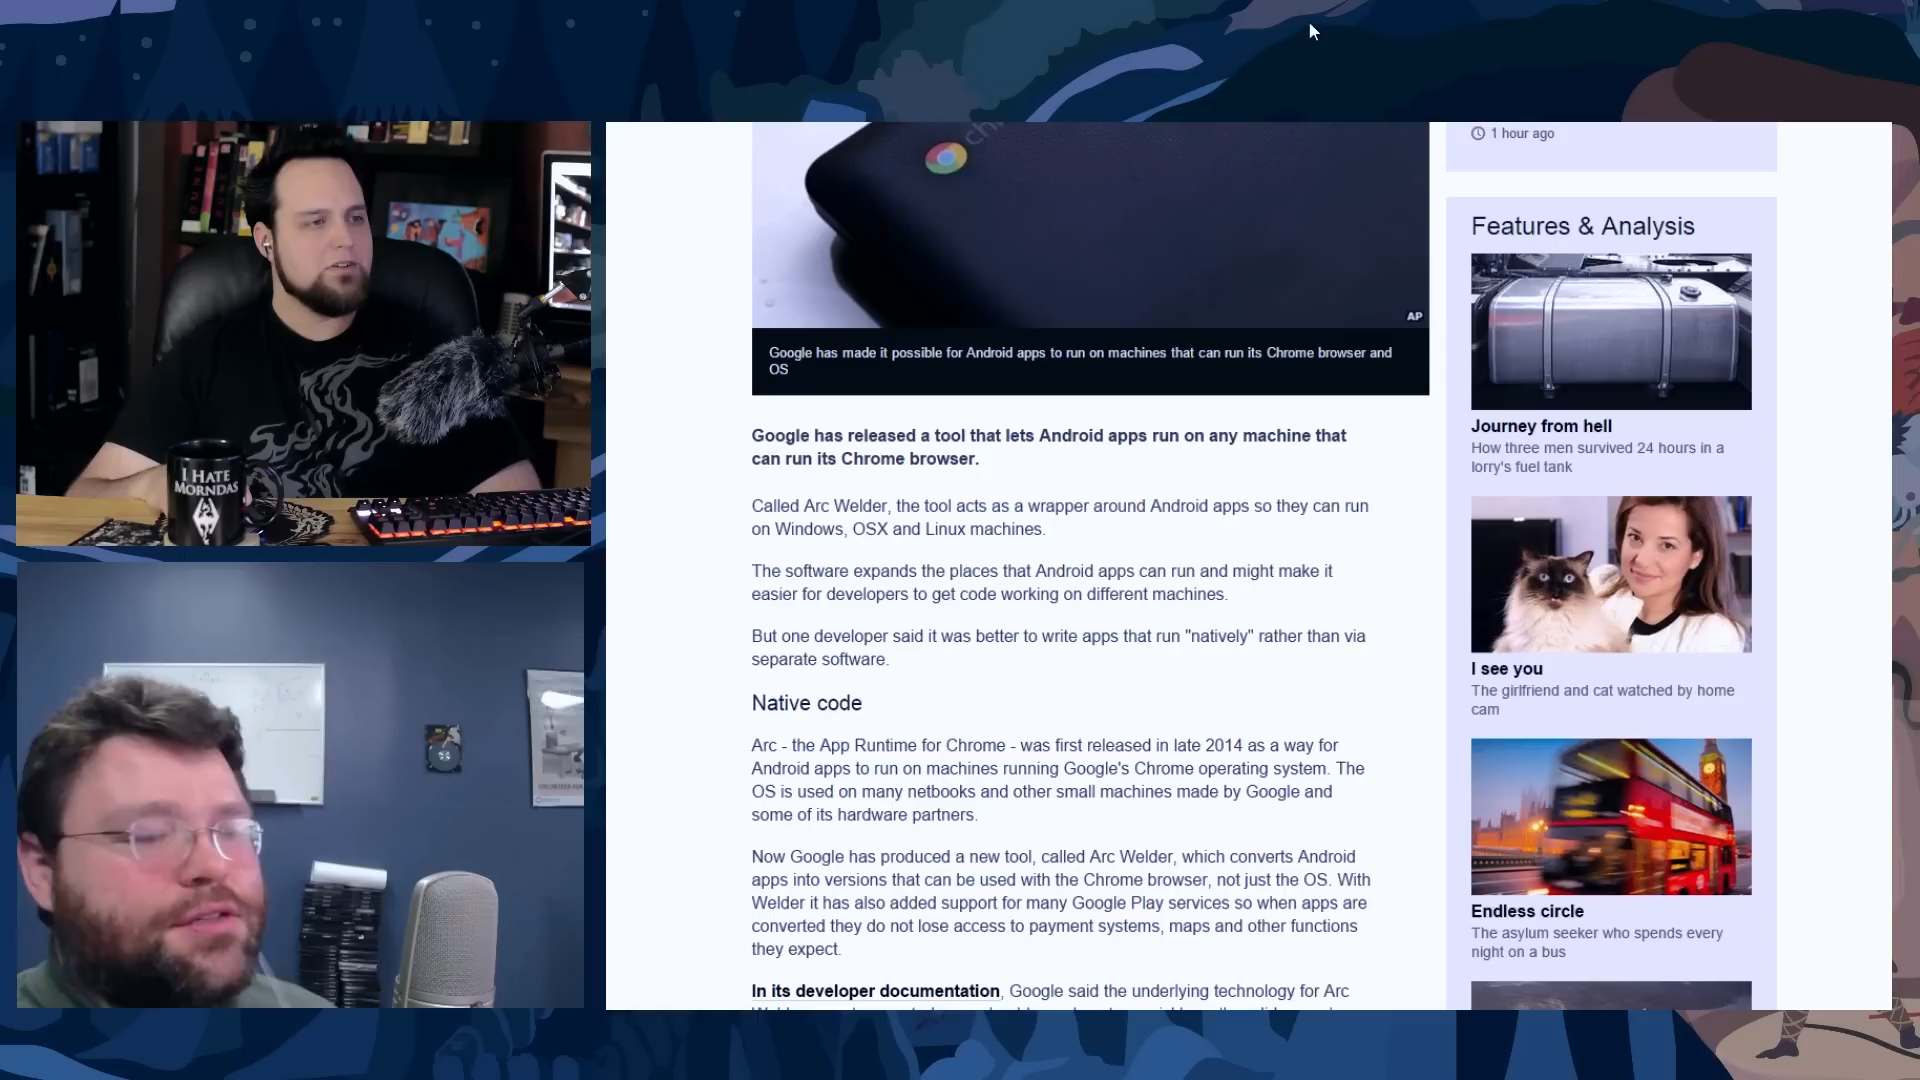 I HATE
MORNDAS
1 hour ago
AP
Google has made it possible for Android apps to run on machines that can run its Chrome browser and
OS
Google has released a tool that lets Android apps run on any machine that
can run its Chrome browser.
Called Arc Welder, the tool acts as a wrapper around Android apps so they can run
on Windows, OSX and Linux machines.
The software expands the places that Android apps can run and might make it
easier for developers to get code working on different machines.
But one developer said it was better to write apps that run "natively" rather than via
separate software.
Native code
Arc - the App Runtime for Chrome - was first released in late 2014 as a way for
Android apps to run on machines running Google's Chrome operating system. The
OS is used on many netbooks and other small machines made by Google and
some of its hardware partners.
Now Google has produced a new tool, called Arc Welder, which converts Android
apps into versions that can be used with the Chrome browser, not just the OS. With
Welder it has also added support for many Google Play services so when apps are
converted they do not lose access to payment systems, maps and other functions
they expect.
In its developer documentation, Google said the underlying technology for Arc
Features & Analysis
Journey from hell
How three men survived 24 hours in a
lorry's fuel tank
I see you
The girlfriend and cat watched by home
cam
Endless circle
The asylum seeker who spends every
night on a bus